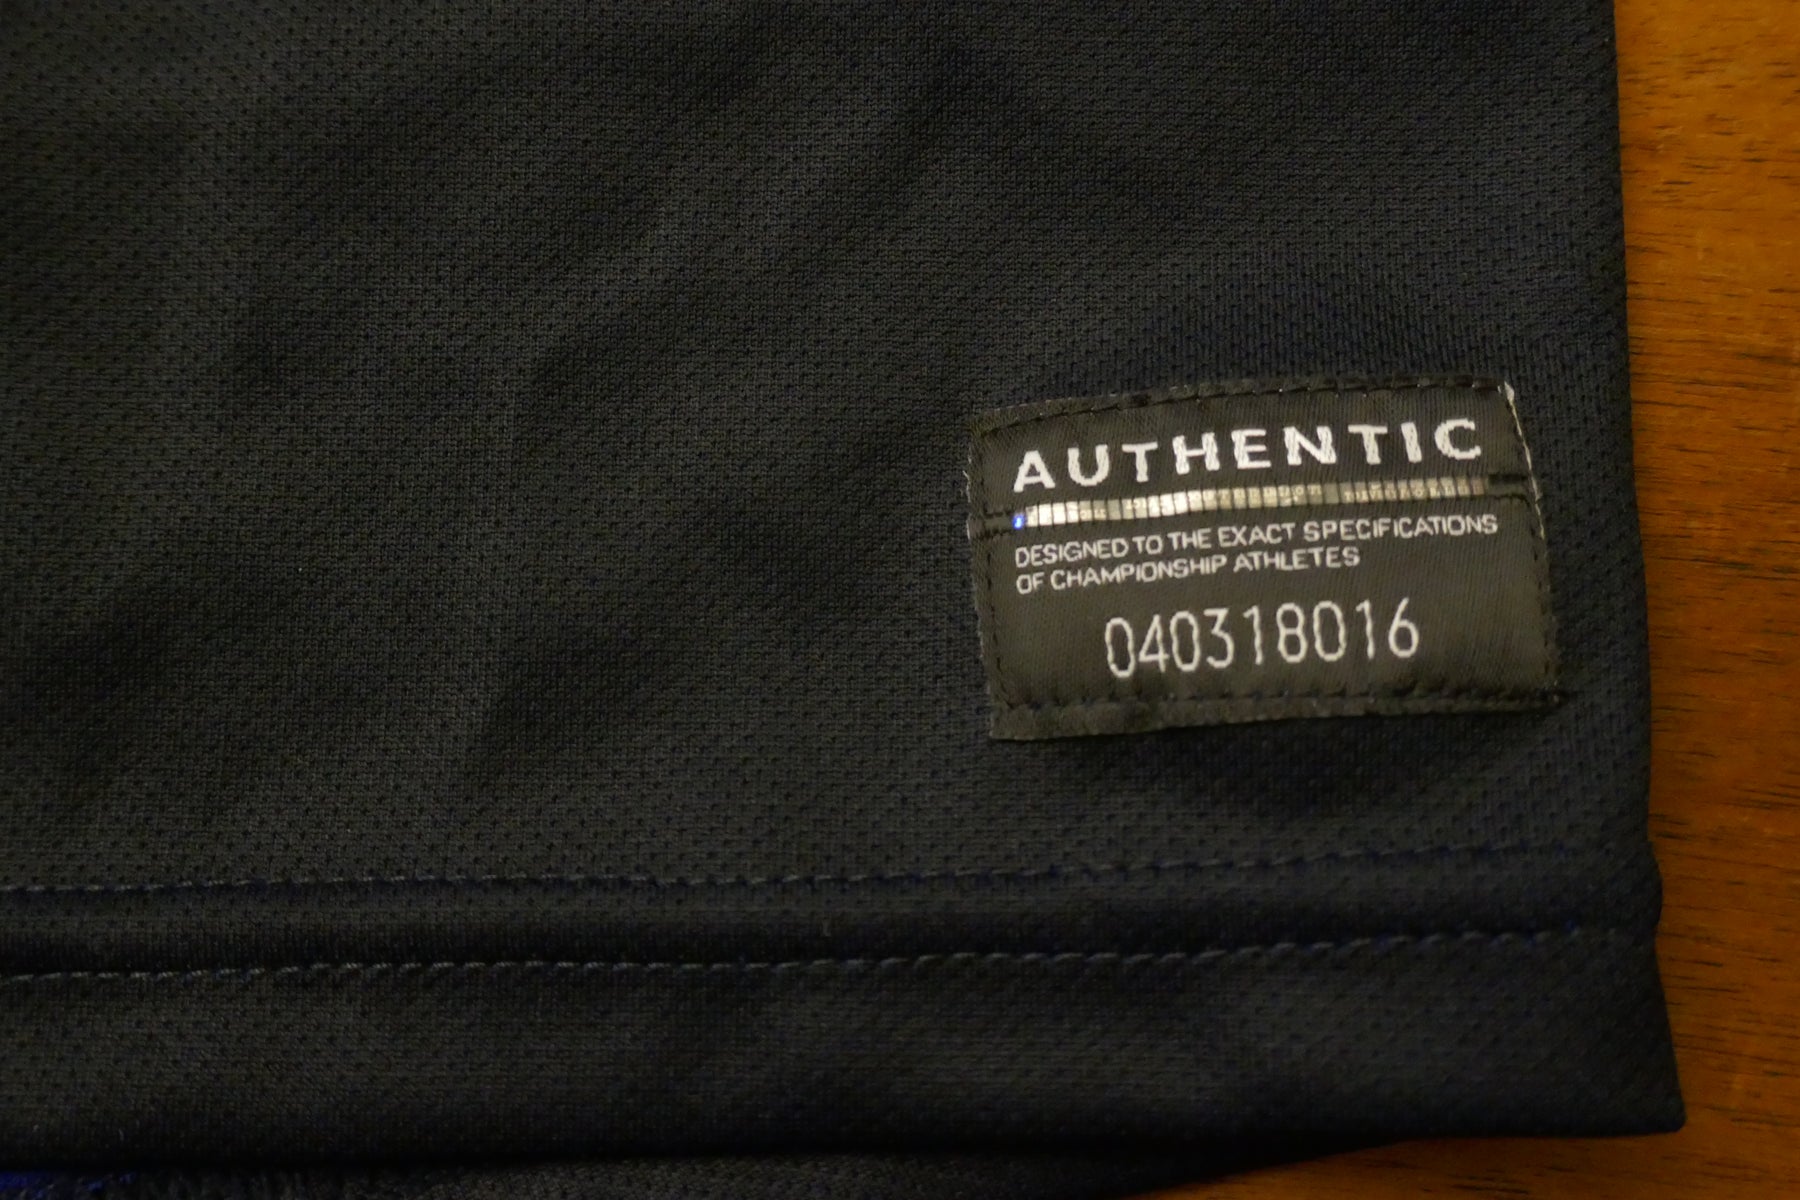 AUTHENTIC
DESIGNED TO THE EXACT SPECIFICATIONS
OF CHAMPIONSHIP ATHLETES
040318016